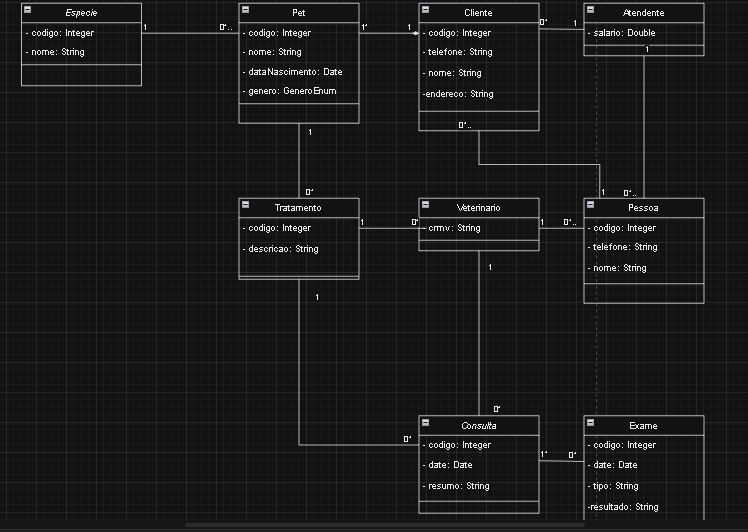 Especie
- codigo: Integer
- nome: String
1
0*..
Pet
- codigo: Integer
- nome: String
- dataNascimento: Date
- genero: GeneroEnum
1*
1
Cliente
- codigo: Integer
- telefone: String
- nome: String
-endereco: String
0*
1
Atendente
- salario: Double
1
0*..
1
0*
1
0*..
Tratamento
- codigo: Integer
- descricao: String
1
0*
Veterinario
- crmv: String
1
0*..
Pessoa
- codigo: Integer
- telefone: String
- nome: String
1
1
0*
0*
Consulta
- codigo: Integer
- date: Date
- resumo: String
1*
0*
Exame
- codigo: Integer
- date: Date
- tipo: String
-resultado: String